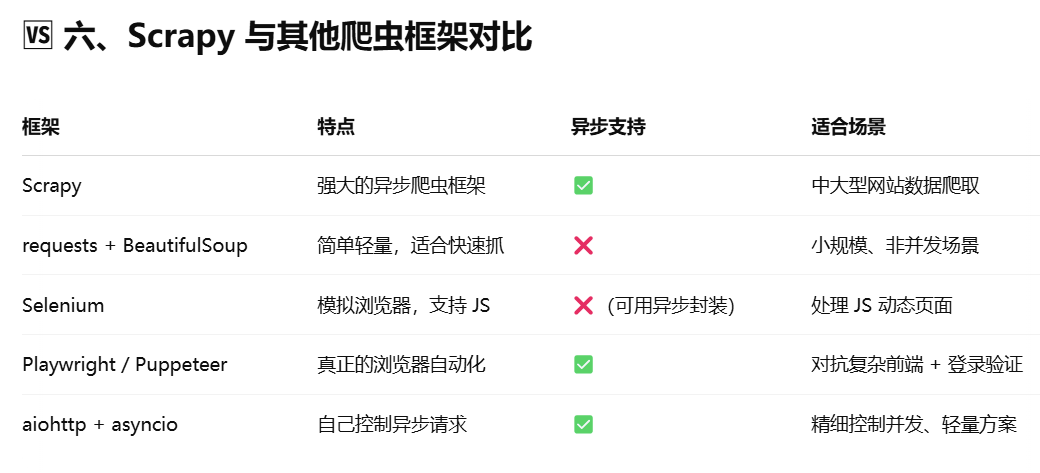 🆚 六、Scrapy 与其他爬虫框架对比
框架 特点 异步支持 适合场景
Scrapy 强大的异步爬虫框架 ✅ 中大型网站数据爬取
requests + BeautifulSoup 简单轻量，适合快速抓 ❌ 小规模、非并发场景
Selenium 模拟浏览器，支持 JS ❌（可用异步封装） 处理 JS 动态页面
Playwright / Puppeteer 真正的浏览器自动化 ✅ 对抗复杂前端 + 登录验证
aiohttp + asyncio 自己控制异步请求 ✅ 精细控制并发、轻量方案